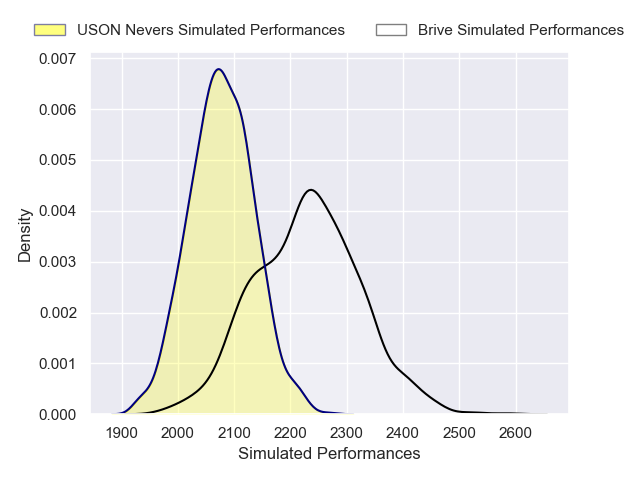 USON Nevers Simulated Performances
Brive Simulated Performances
0.007
0.006
0.005
0.004
0.003
0.002
0.001
0.000
Density
1900 2000 2100 2200 2300 2400 2500 2600
Simulated Performances